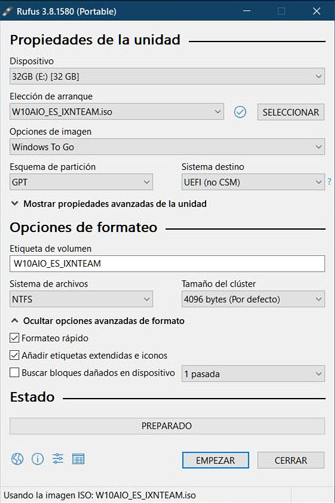 Rufus 3.8.1580 (Portable)
Propiedades de la unidad
Dispositivo
32GB (E:) [32 GB]
Elección de arranque
W10AIO_ES_IXNTEAM.iso
SELECCIONAR
Opciones de imagen
Windows To Go
Esquema de partición
Sistema destino
GPT
UEFI (no CSM)
?
Mostrar propiedades avanzadas de la unidad
Opciones de formateo
Etiqueta de volumen
W10AIO_ES_IXNTEAM
Sistema de archivos
Tamaño del clúster
NTFS
4096 bytes (Por defecto)
Ocultar opciones avanzadas de formato
Formateo rápido
Añadir etiquetas extendidas e iconos
Buscar bloques dañados en dispositivo
1 pasada
Estado
PREPARADO
EMPEZAR
CERRAR
Usando la imagen ISO: W10AIO_ES_IXNTEAM.iso